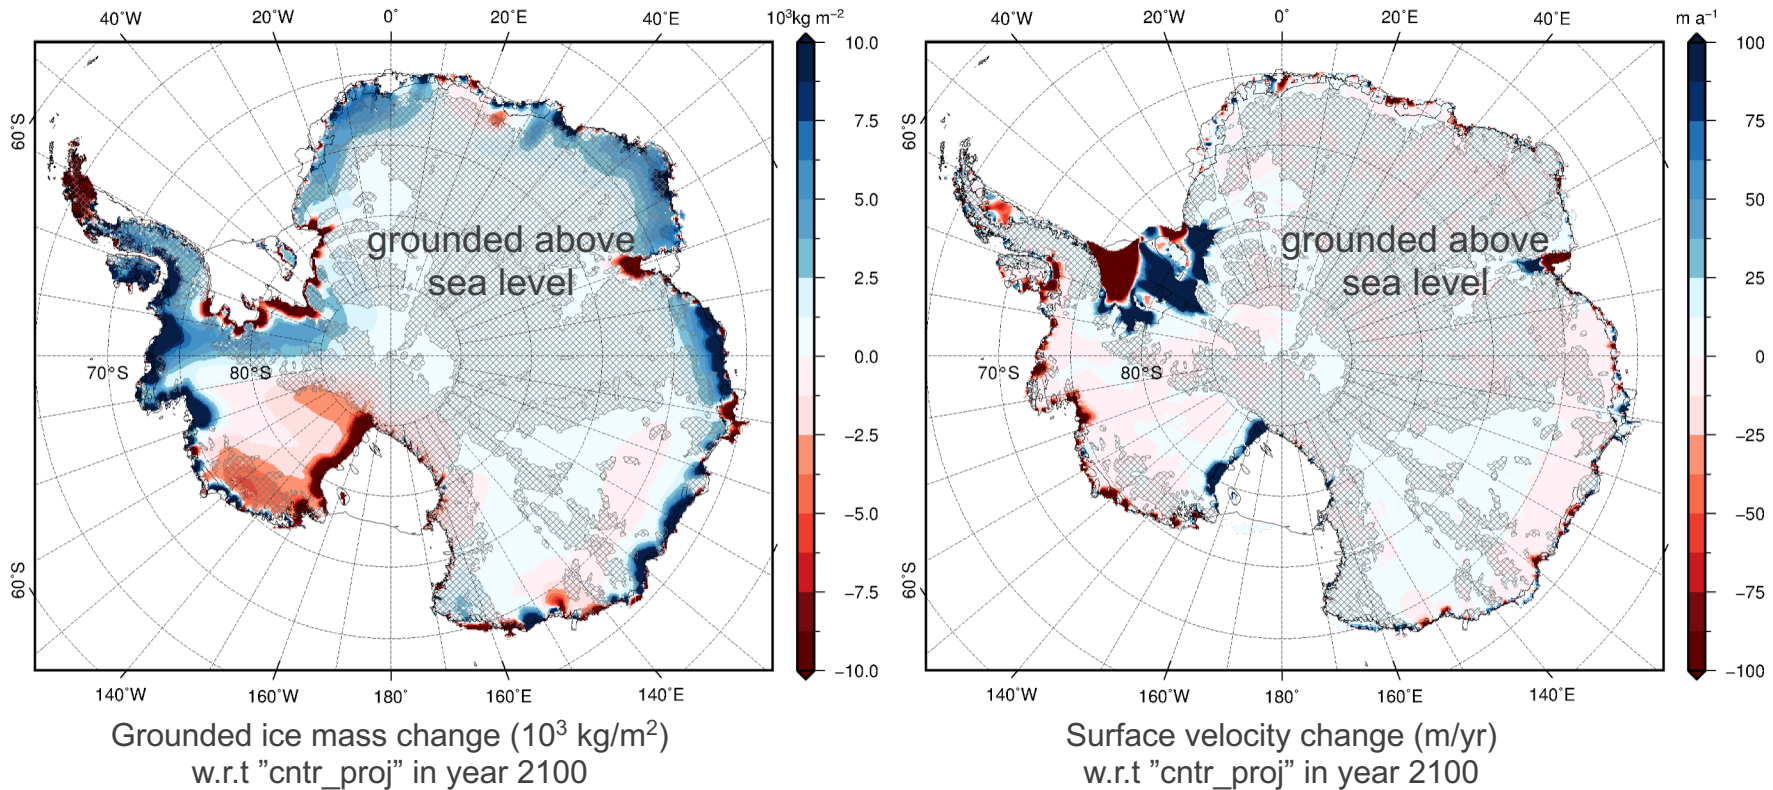 40˚W 20˚W 0˚ 20˚E 40˚E 10³kg m⁻²
10.0
7.5
5.0
2.5
0.0
−2.5
−5.0
−7.5
−10.0
60˚S
70˚S 80˚S
60˚S
grounded above
sea level
140˚W 160˚W 180˚ 160˚E 140˚E
Grounded ice mass change (10³ kg/m²)
w.r.t ”cntr_proj” in year 2100
40˚W 20˚W 0˚ 20˚E 40˚E m a⁻¹
100
75
50
25
0
−25
−50
−75
−100
60˚S
70˚S 80˚S
60˚S
grounded above
sea level
140˚W 160˚W 180˚ 160˚E 140˚E
Surface velocity change (m/yr)
w.r.t ”cntr_proj” in year 2100